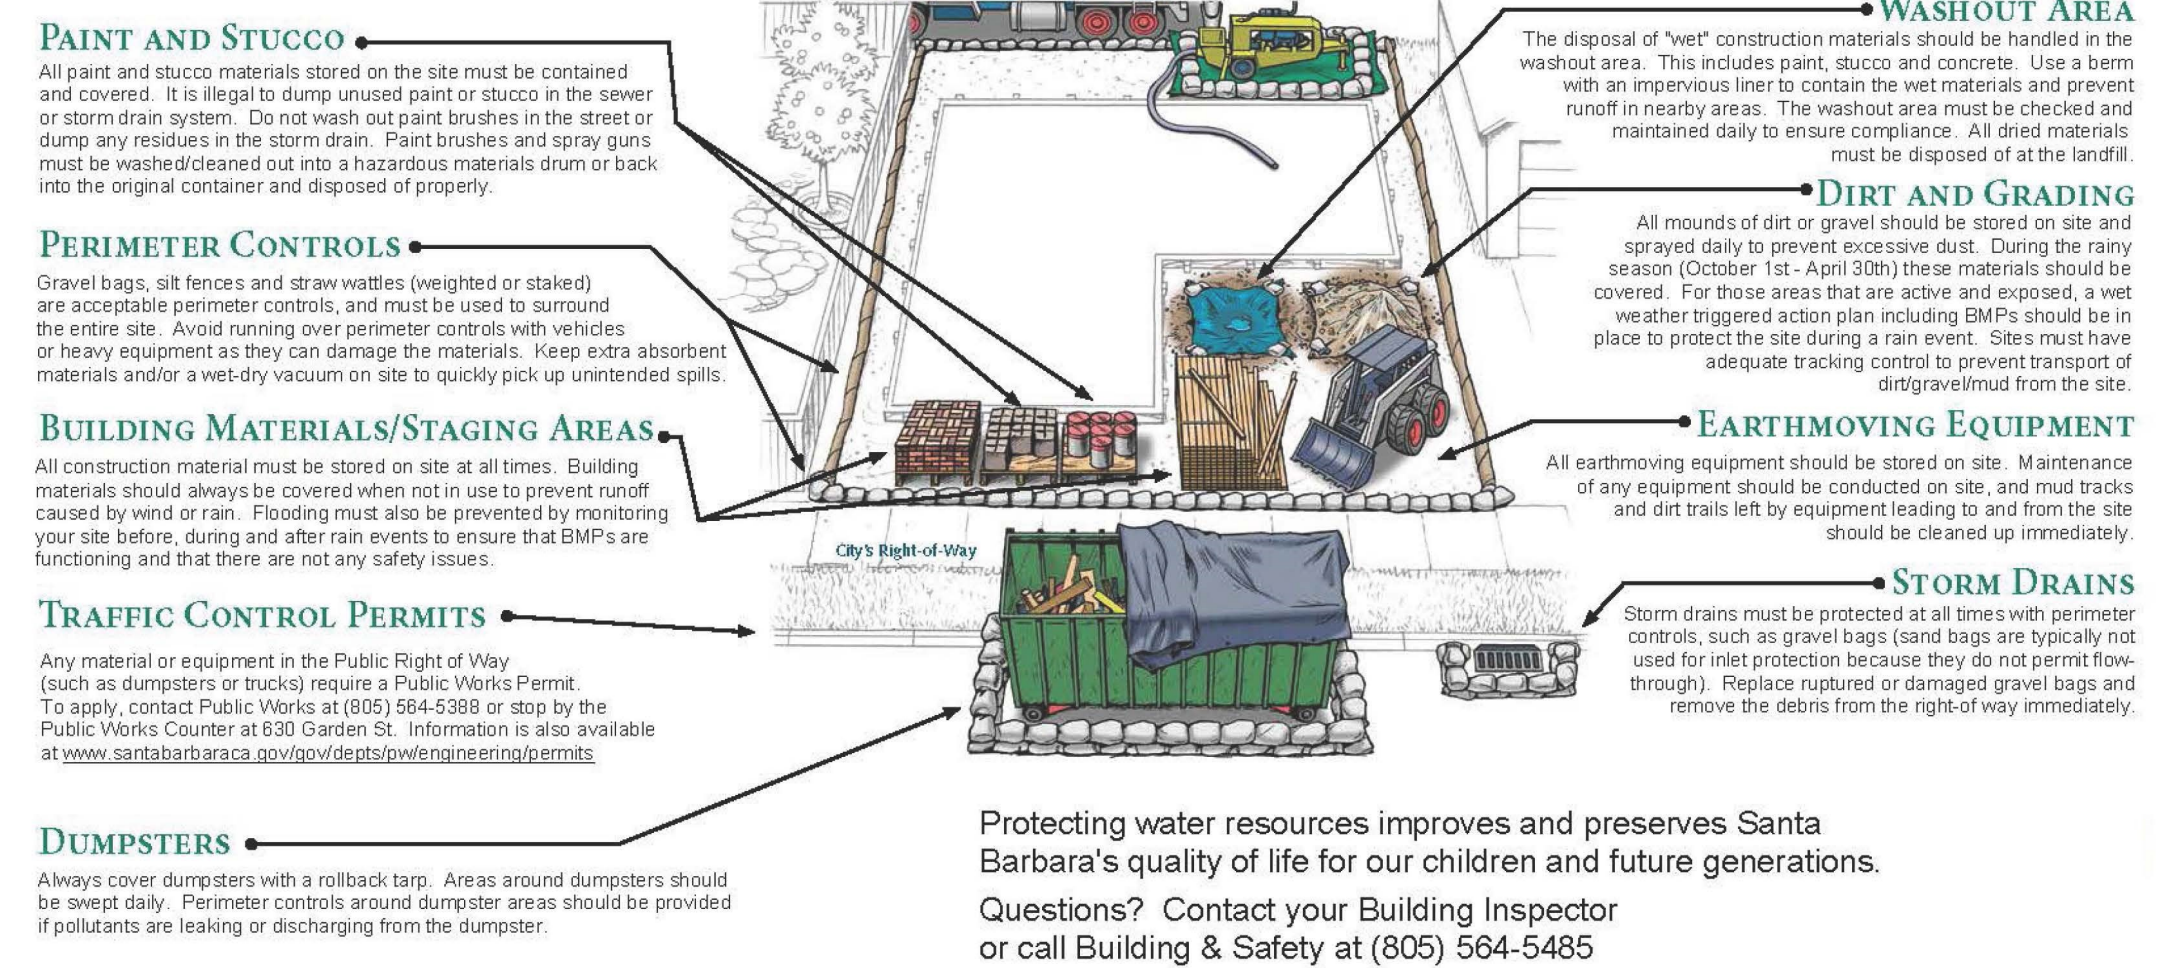 PAINT AND STUCCO
All paint and stucco materials stored on the site must be contained
and covered. It is illegal to dump unused paint or stucco in the sewer
or storm drain system. Do not wash out paint brushes in the street or
dump any residues in the storm drain. Paint brushes and spray guns
must be washed/cleaned out into a hazardous materials drum or back
into the original container and disposed of properly.
PERIMETER CONTROLS
Gravel bags, silt fences and straw wattles (weighted or staked)
are acceptable perimeter controls, and must be used to surround
the entire site. Avoid running over perimeter controls with vehicles
or heavy equipment as they can damage the materials. Keep extra absorbent
materials and/or a wet-dry vacuum on site to quickly pick up unintended spills.
BUILDING MATERIALS/STAGING AREAS
All construction material must be stored on site at all times. Building
materials should always be covered when not in use to prevent runoff
caused by wind or rain. Flooding must also be prevented by monitoring
your site before, during and after rain events to ensure that BMPs are
functioning and that there are not any safety issues.
TRAFFIC CONTROL PERMITS
Any material or equipment in the Public Right of Way
(such as dumpsters or trucks) require a Public Works Permit.
To apply, contact Public Works at (805) 564-5388 or stop by the
Public Works Counter at 630 Garden St. Information is also available
at www.santabarbaraca.gov/gov/depts/pw/engineering/permits
DUMPSTERS
Always cover dumpsters with a rollback tarp. Areas around dumpsters should
be swept daily. Perimeter controls around dumpster areas should be provided
if pollutants are leaking or discharging from the dumpster.
City's Right-of-Way
WASHOUT AREA
The disposal of "wet" construction materials should be handled in the
washout area. This includes paint, stucco and concrete. Use a berm
with an impervious liner to contain the wet materials and prevent
runoff in nearby areas. The washout area must be checked and
maintained daily to ensure compliance. All dried materials
must be disposed of at the landfill.
DIRT AND GRADING
All mounds of dirt or gravel should be stored on site and
sprayed daily to prevent excessive dust. During the rainy
season (October 1st - April 30th) these materials should be
covered. For those areas that are active and exposed, a wet
weather triggered action plan including BMPs should be in
place to protect the site during a rain event. Sites must have
adequate tracking control to prevent transport of
dirt/gravel/mud from the site.
EARTHMOVING EQUIPMENT
All earthmoving equipment should be stored on site. Maintenance
of any equipment should be conducted on site, and mud tracks
and dirt trails left by equipment leading to and from the site
should be cleaned up immediately.
STORM DRAINS
Storm drains must be protected at all times with perimeter
controls, such as gravel bags (sand bags are typically not
used for inlet protection because they do not permit flow-
through). Replace ruptured or damaged gravel bags and
remove the debris from the right-of way immediately.
Protecting water resources improves and preserves Santa
Barbara's quality of life for our children and future generations.
Questions? Contact your Building Inspector
or call Building & Safety at (805) 564-5485